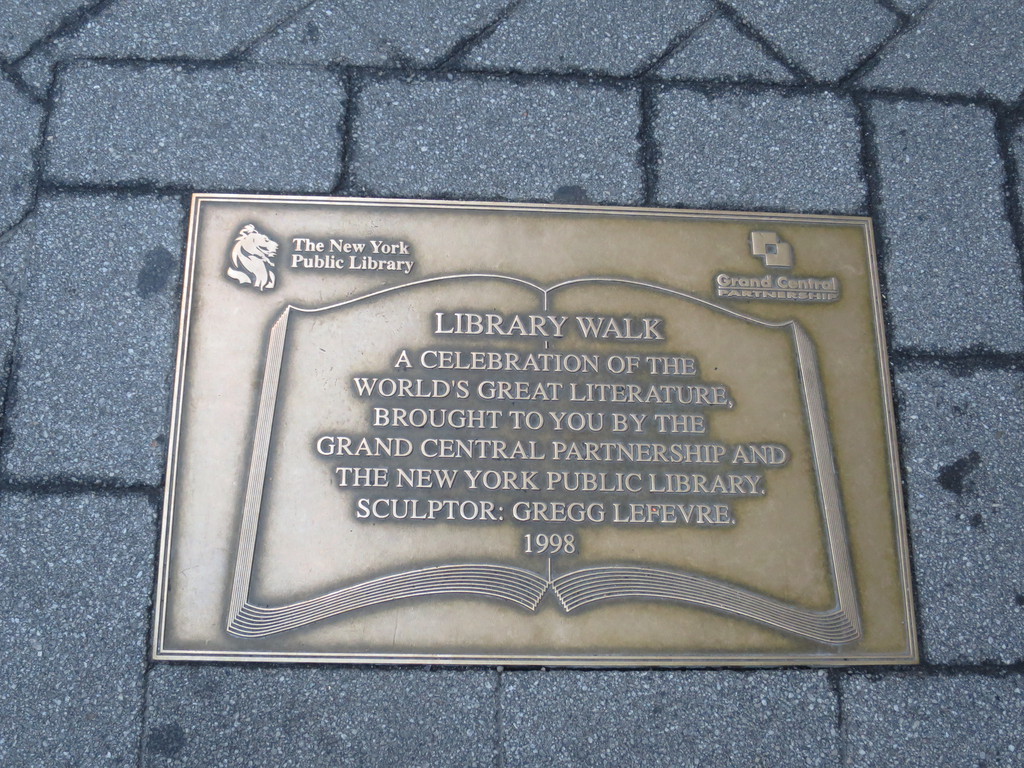 The New York
Public Library
Grand Central
PARTNERSHIP
LIBRARY WALK
A CELEBRATION OF THE
WORLD'S GREAT LITERATURE,
BROUGHT TO YOU BY THE
GRAND CENTRAL PARTNERSHIP AND
THE NEW YORK PUBLIC LIBRARY.
SCULPTOR: GREGG LEFEVRE.
1998